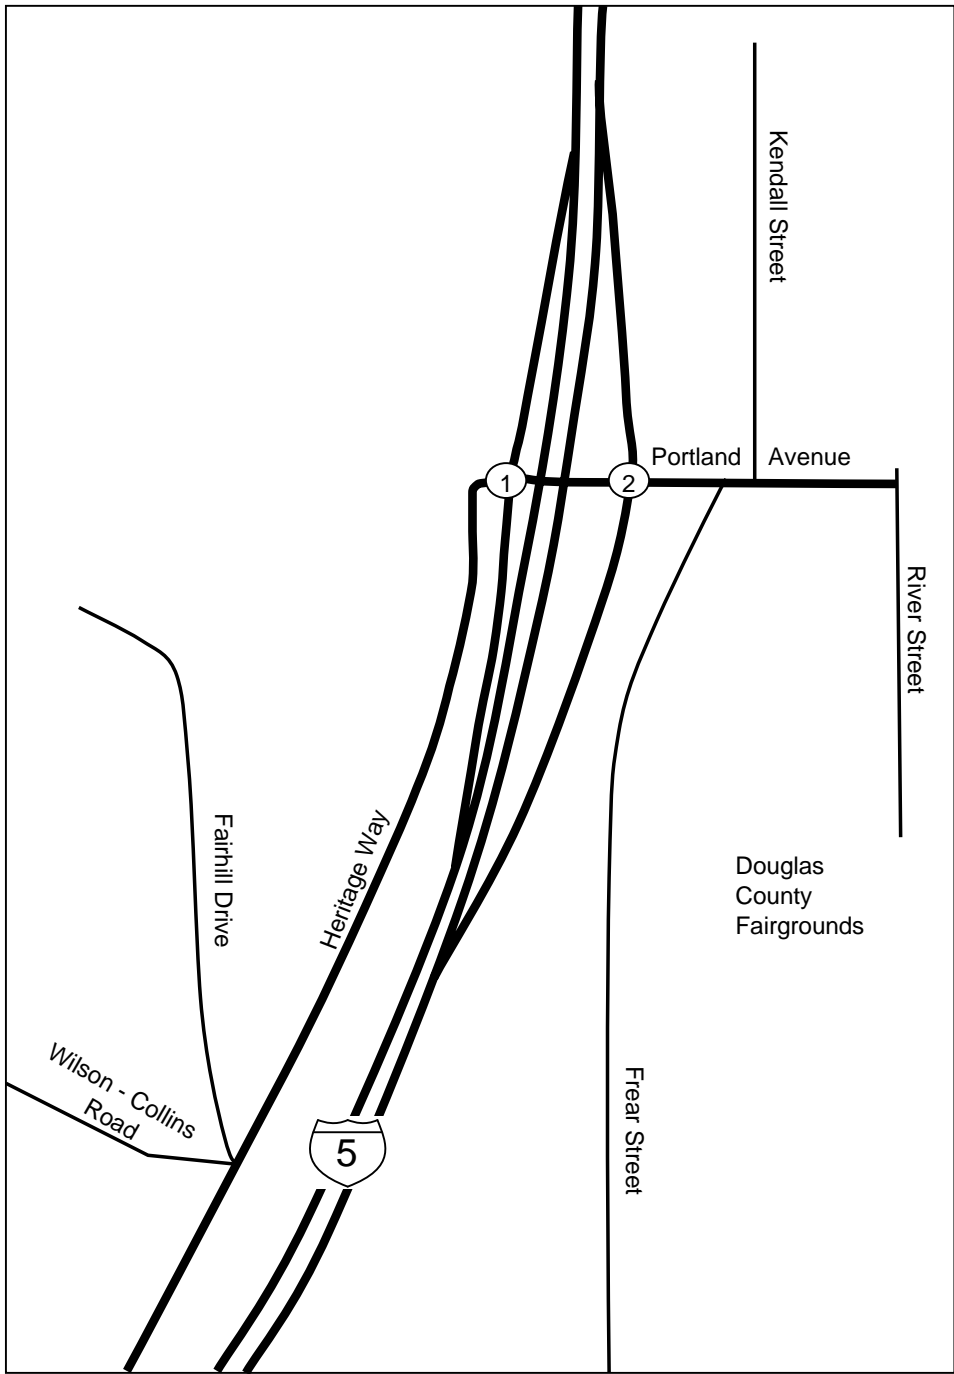 Kendall Street
Portland Avenue
1
2
River Street
Heritage Way
Fairhill Drive
Douglas
County
Fairgrounds
Wilson - Collins
Road
Frear Street
5